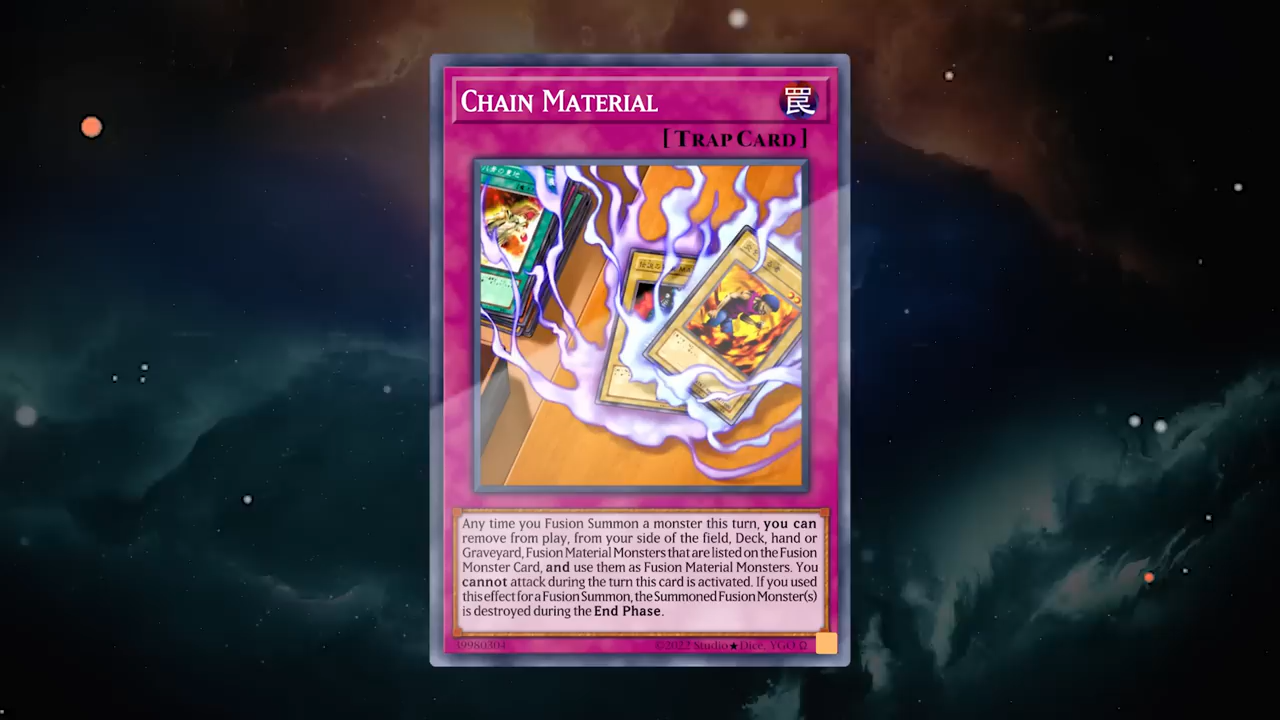 CHAIN MATERIAL
罠
[TRAP CARD]
Any time you Fusion Summon a monster this turn, you can
remove from play, from your side of the field, Deck, hand or
Graveyard, Fusion Material Monsters that are listed on the Fusion
Monster Card, and use them as Fusion Material Monsters. You
cannot attack during the turn this card is activated. If you used
this effect for a Fusion Summon, the Summoned Fusion Monster(s)
is destroyed during the End Phase.
39980304
©2022 Studio★Dice, YGO Ω